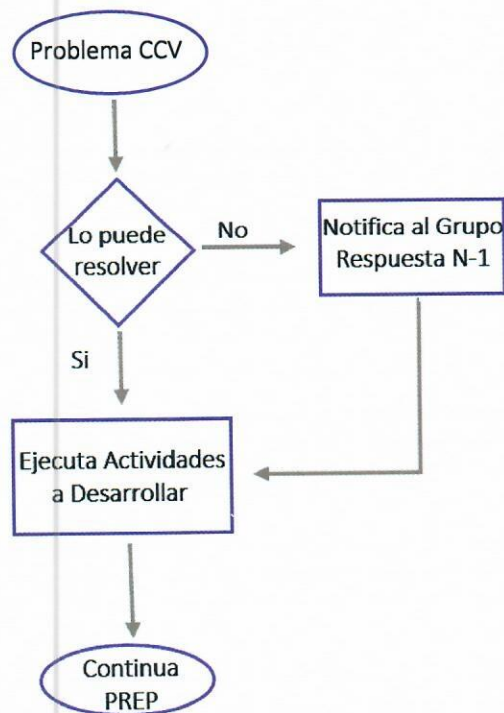 Problema CCV
Lo puede
resolver
No
Notifica al Grupo
Respuesta N-1
Si
Ejecuta Actividades
a Desarrollar
Continua
PREP